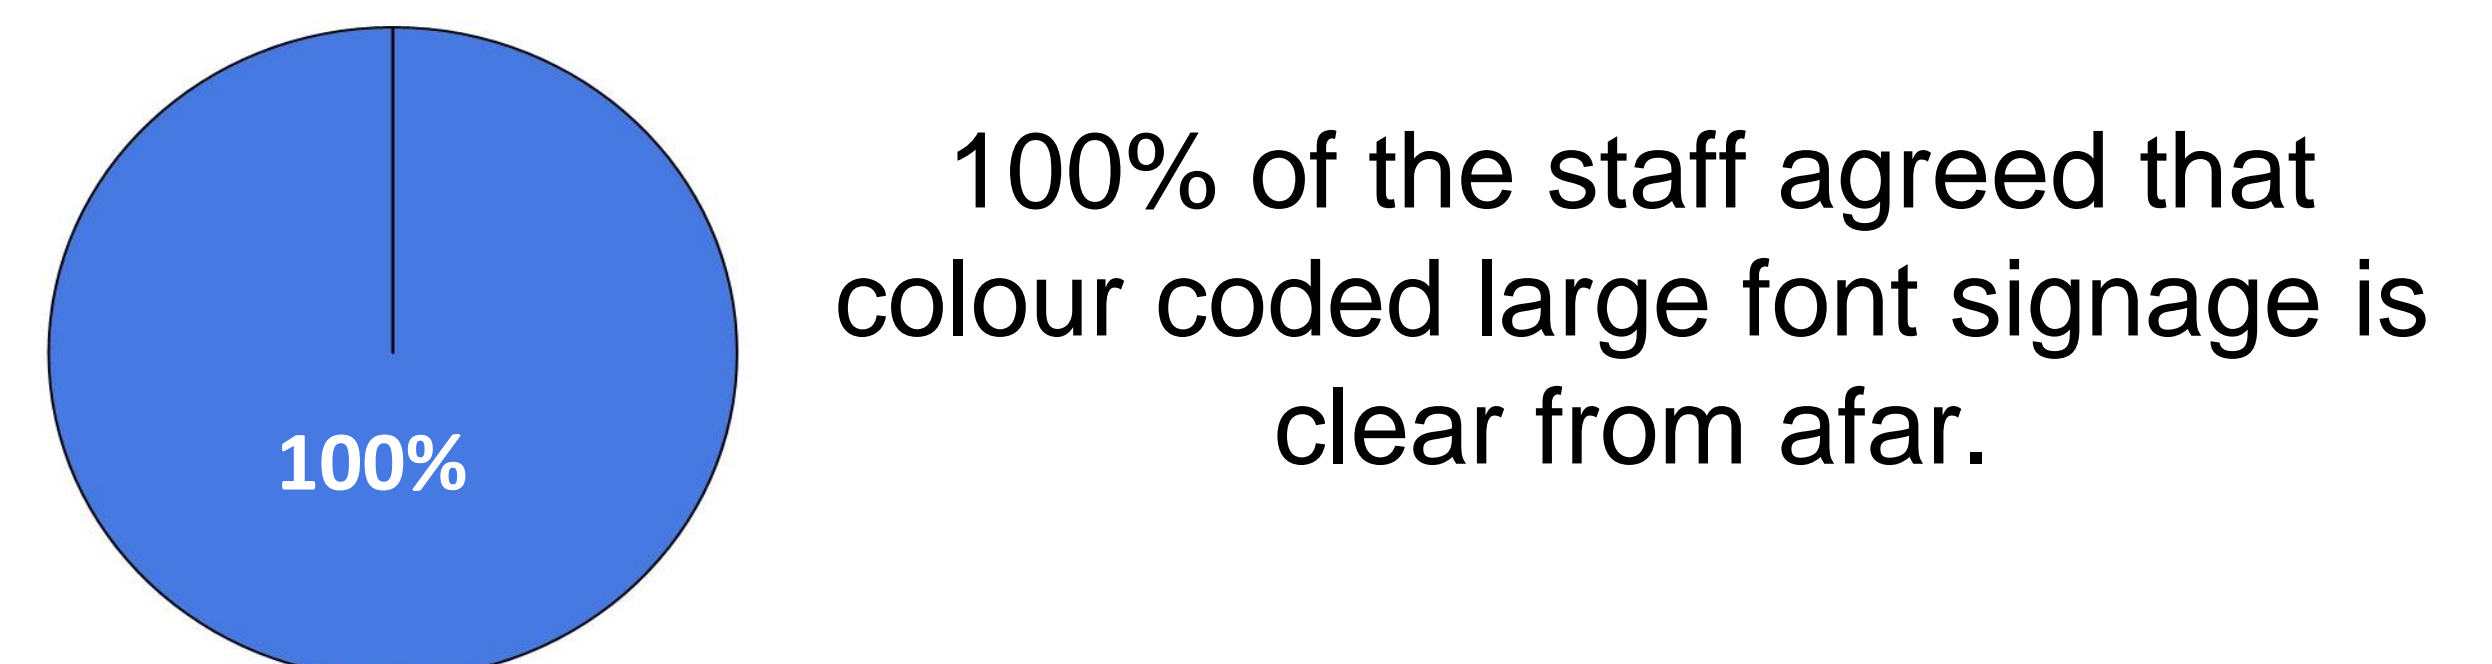 100% of the staff agreed that
colour coded large font signage is
clear from afar.
100%